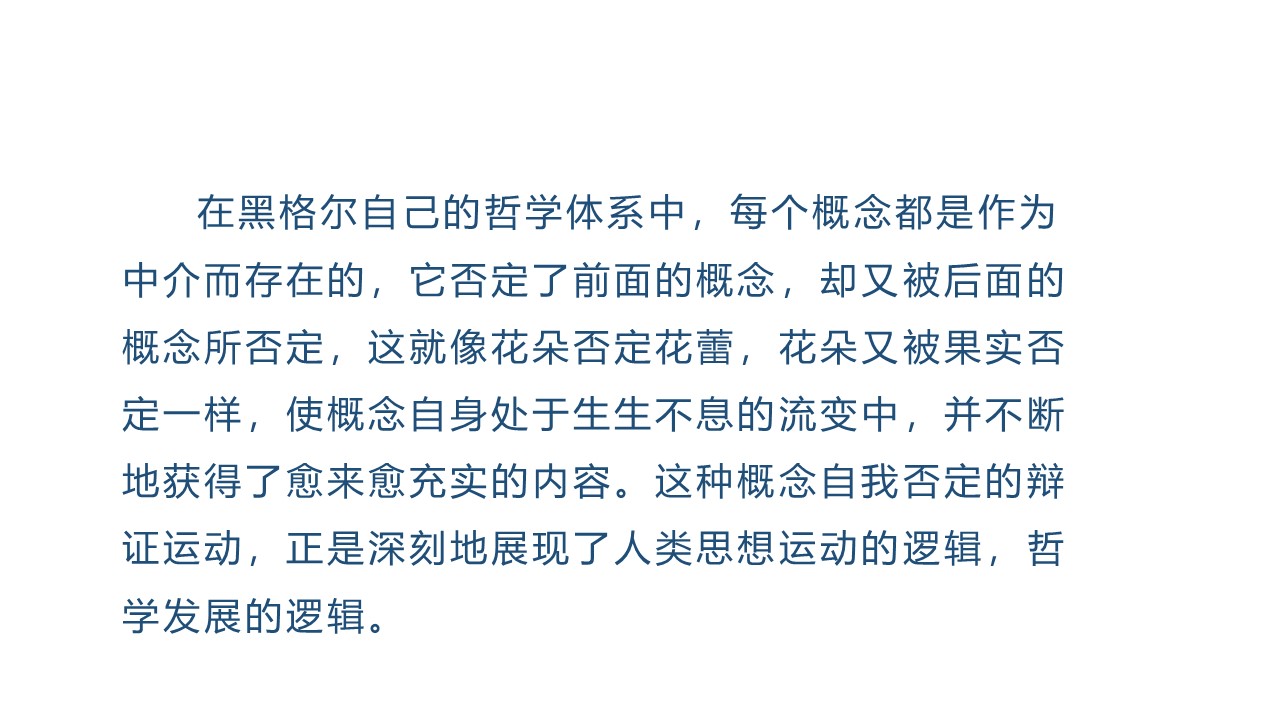 在黑格尔自己的哲学体系中，每个概念都是作为
中介而存在的，它否定了前面的概念，却又被后面的
概念所否定，这就像花朵否定花蕾，花朵又被果实否
定一样，使概念自身处于生生不息的流变中，并不断
地获得了愈来愈充实的内容。这种概念自我否定的辩
证运动，正是深刻地展现了人类思想运动的逻辑，哲
学发展的逻辑。